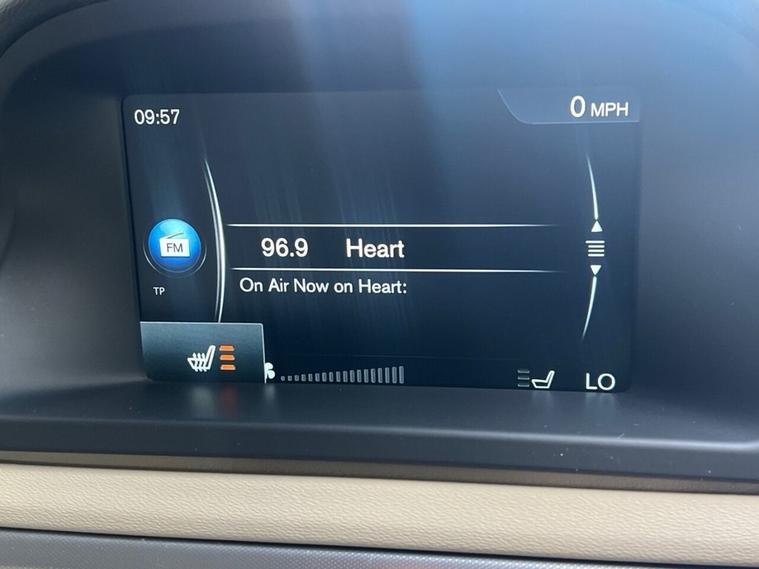 09:57
0 MPH
FM
96.9 Heart
TP
On Air Now on Heart:
LO